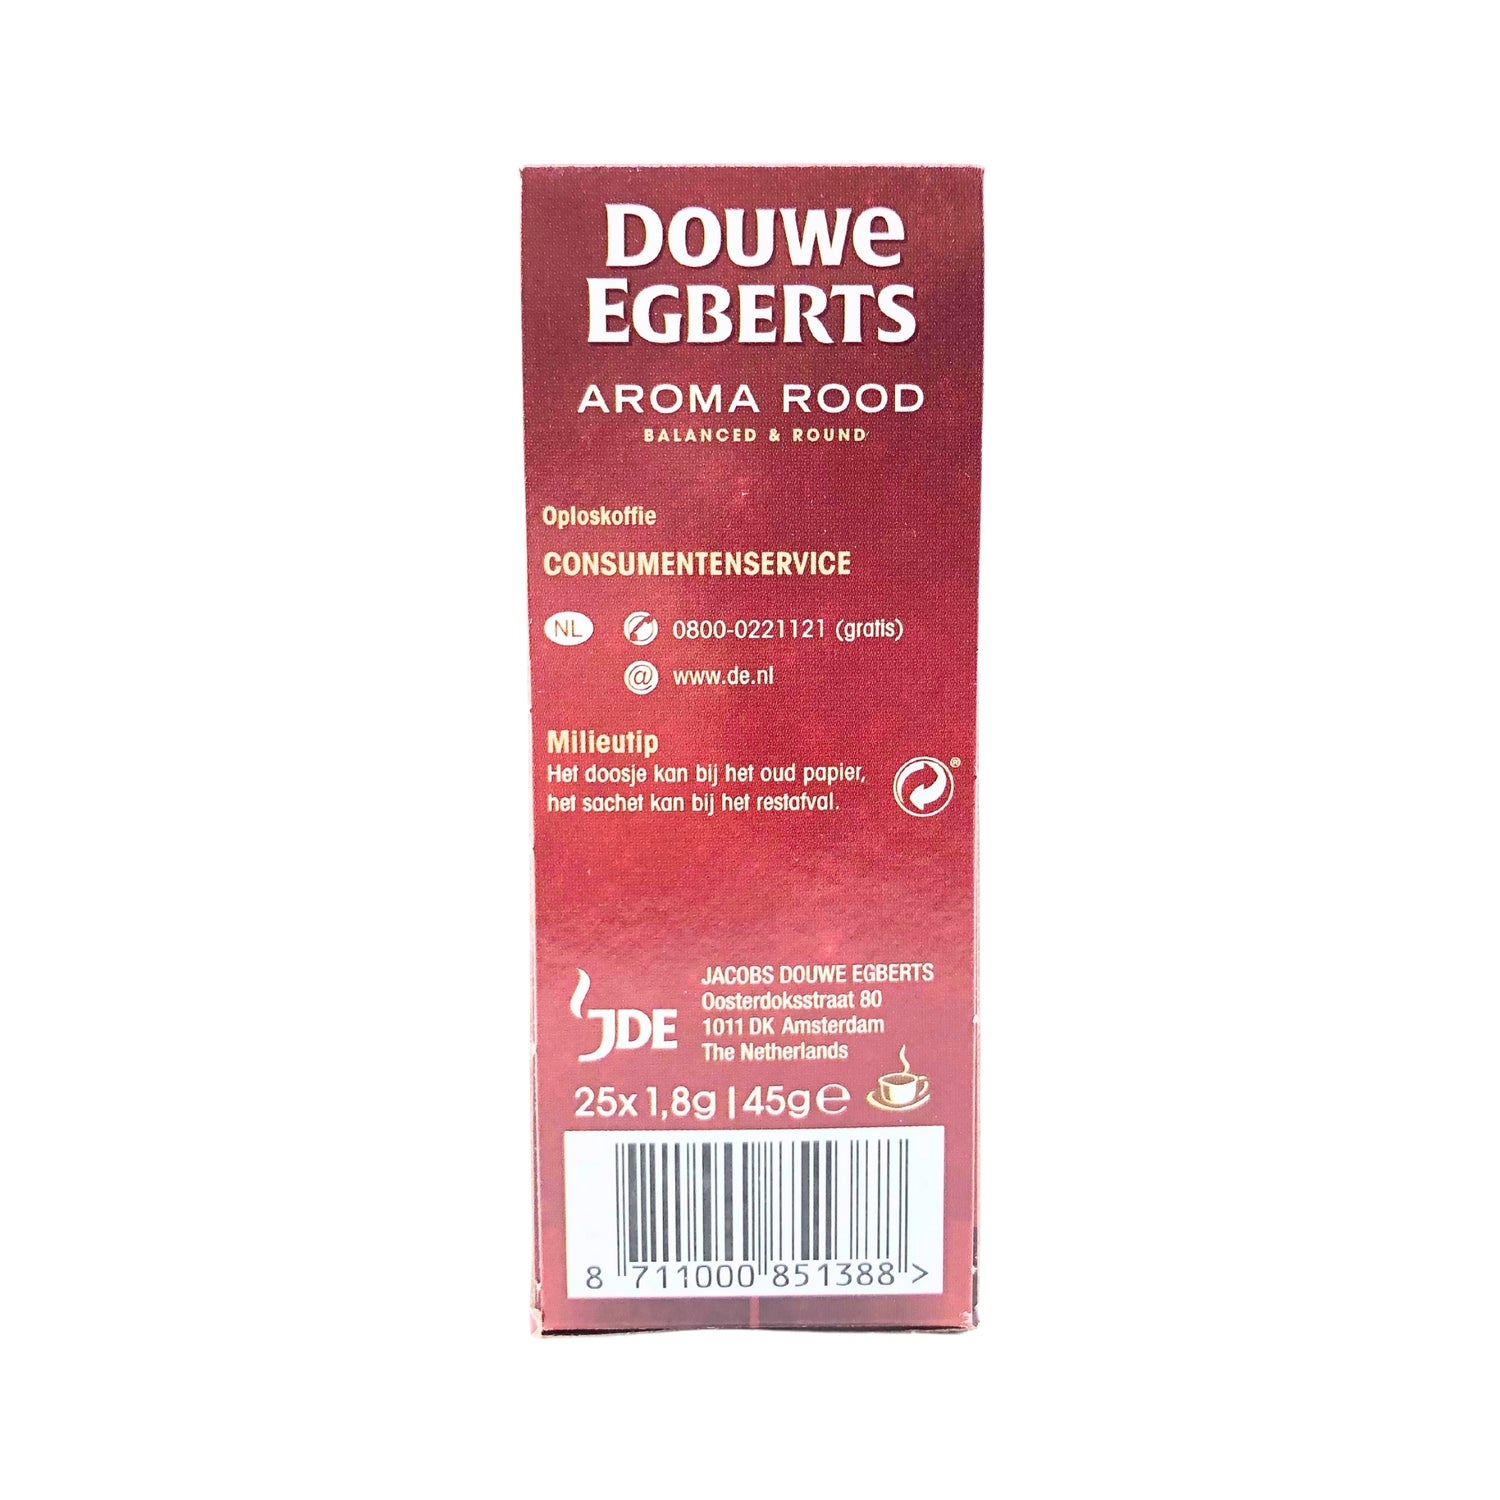 DOUWE
EGBERTS
AROMA ROOD
BALANCED & ROUND
Oploskoffie
CONSUMENTENSERVICE
NL 0800-0221121 (gratis)
@ www.de.nl
Milieutip
Het doosje kan bij het oud papier,
het sachet kan bij het restafval.
®
JDE
JACOBS DOUWE EGBERTS
Oosterdoksstraat 80
1011 DK Amsterdam
The Netherlands
25x 1,8g | 45g ℮
8 711000 851388 >